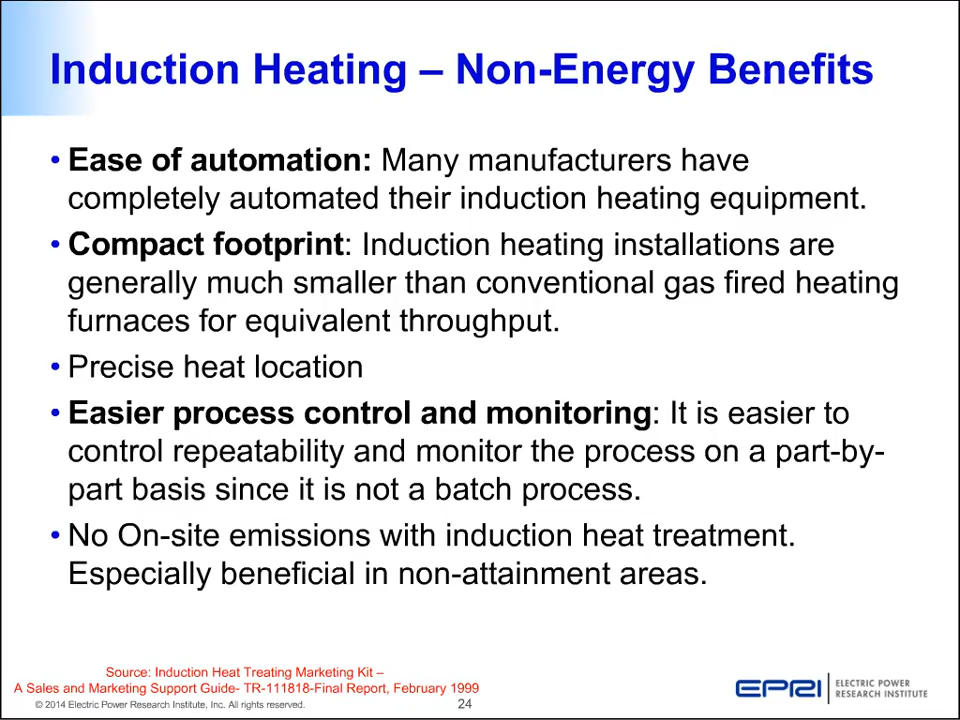 Induction Heating – Non-Energy Benefits
• Ease of automation: Many manufacturers have
completely automated their induction heating equipment.
• Compact footprint: Induction heating installations are
generally much smaller than conventional gas fired heating
furnaces for equivalent throughput.
• Precise heat location
• Easier process control and monitoring: It is easier to
control repeatability and monitor the process on a part-by-
part basis since it is not a batch process.
• No On-site emissions with induction heat treatment.
Especially beneficial in non-attainment areas.
Source: Induction Heat Treating Marketing Kit –
A Sales and Marketing Support Guide- TR-111818-Final Report, February 1999
© 2014 Electric Power Research Institute, Inc. All rights reserved.
24
EPRI
ELECTRIC POWER
RESEARCH INSTITUTE